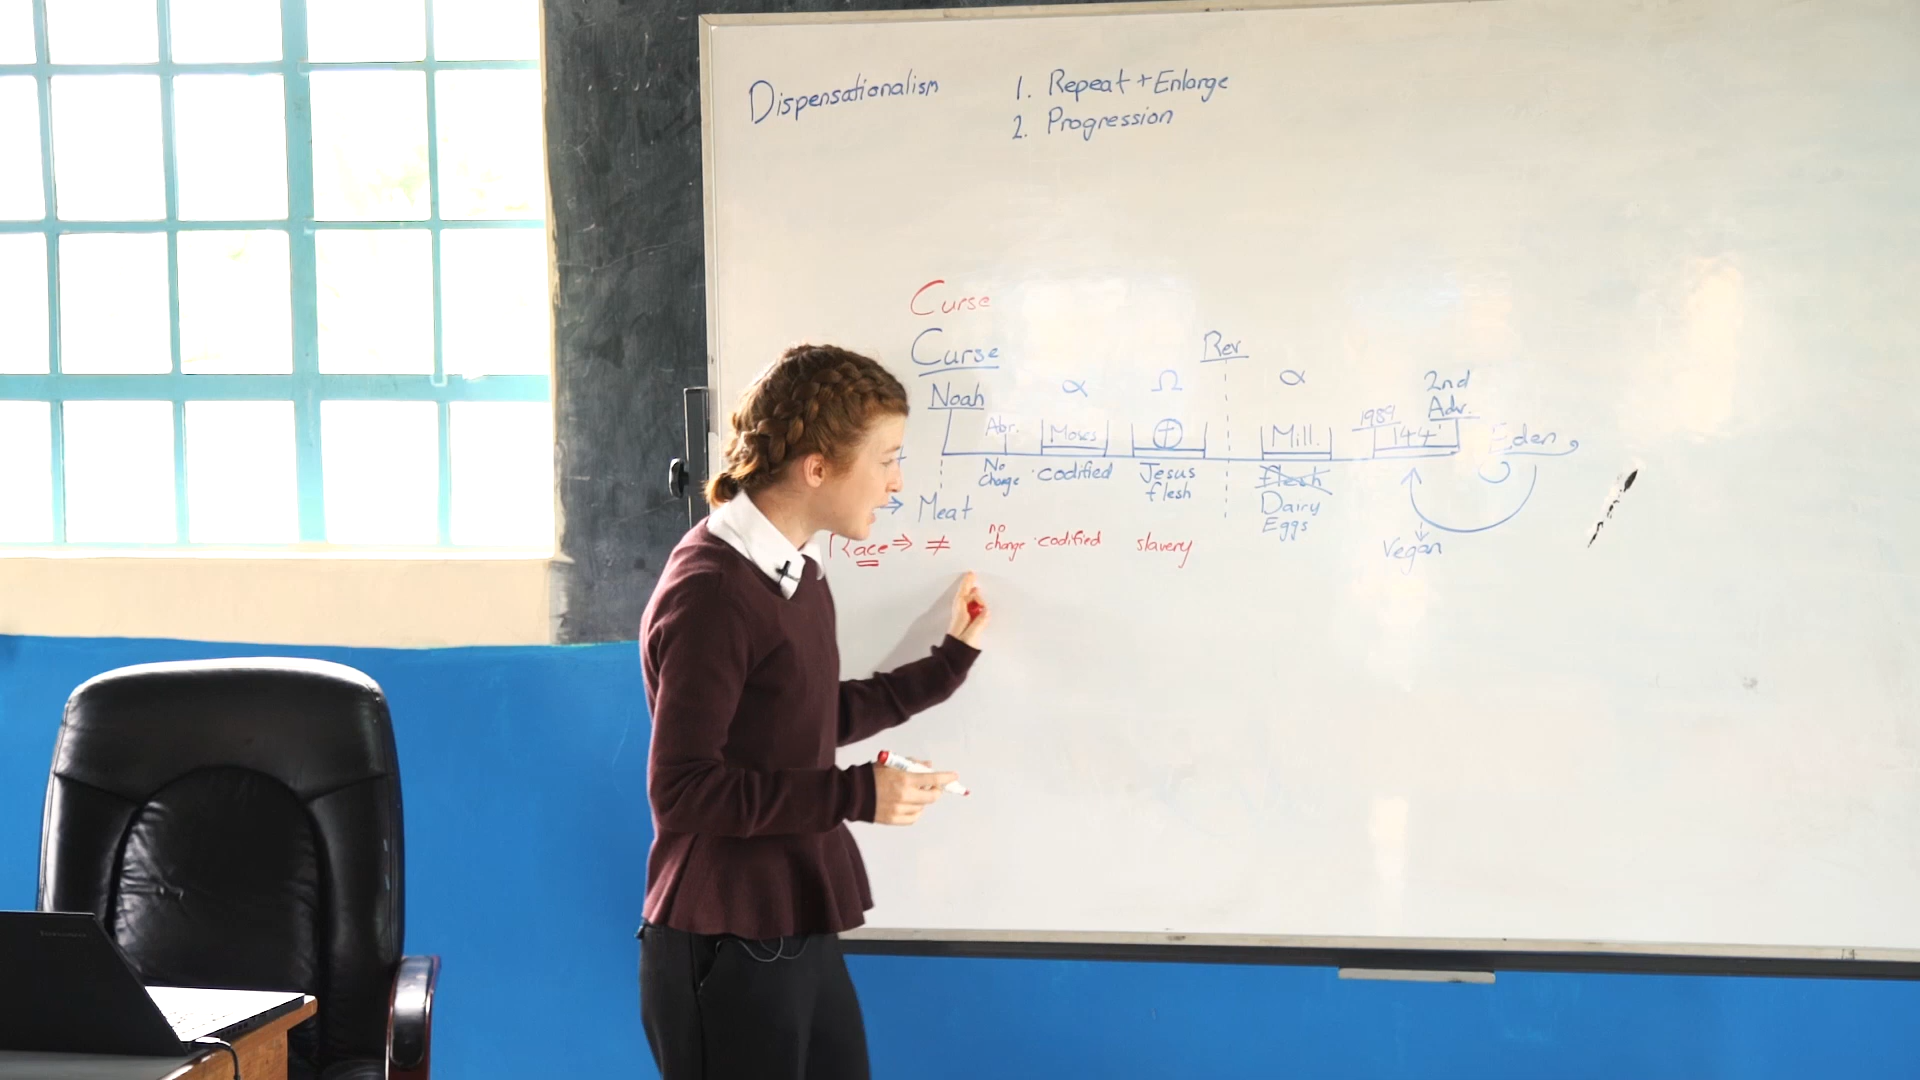 Dispensationalism
1. Repeat + Enlarge
2. Progression
Curse
Curse
Noah
Rev
α Ω α
2nd
Adv.
1989
Abr. Moses Mill. 144' Eden
No
Change
codified
Jesus
flesh
Flesh
Dairy
Eggs
⇒ Meat
Vegan
Race ⇒ ≠
no
change
codified
slavery